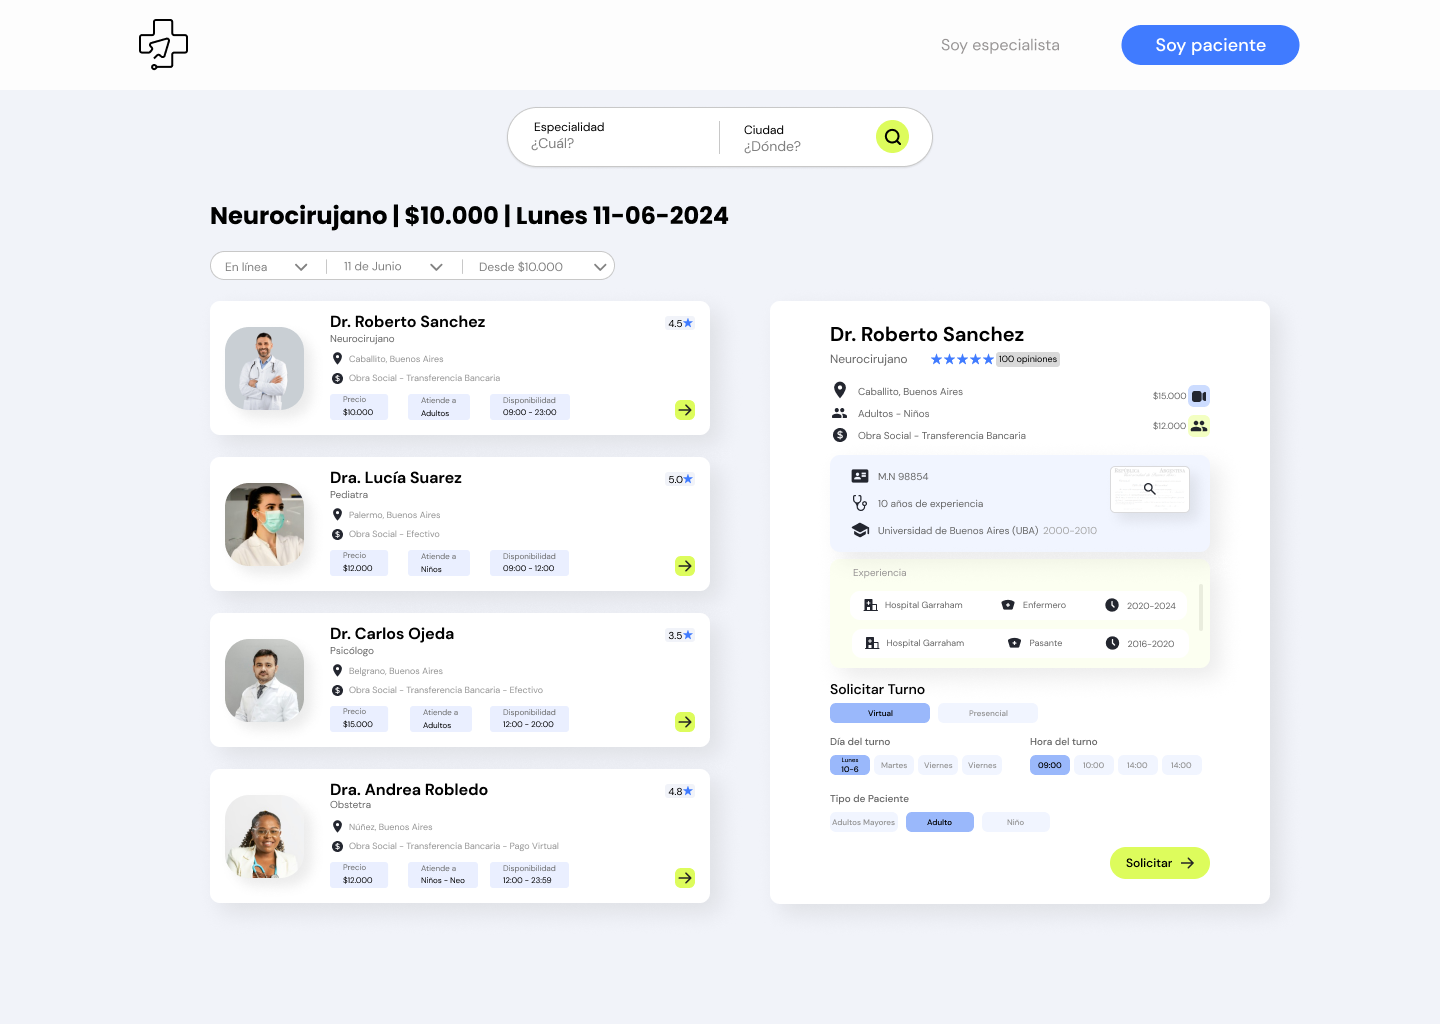 Soy especialista
Soy paciente
Especialidad
¿Cuál?
Ciudad
¿Dónde?
Neurocirujano | $10.000 | Lunes 11-06-2024
En línea
11 de Junio
Desde $10.000
Dr. Roberto Sanchez
4.5
Neurocirujano
Caballito, Buenos Aires
Obra Social - Transferencia Bancaria
Precio
$10.000
Atiende a
Adultos
Disponibilidad
09:00 - 23:00
Dra. Lucía Suarez
5.0
Pediatra
Palermo, Buenos Aires
Obra Social - Efectivo
Precio
$12.000
Atiende a
Niños
Disponibilidad
09:00 - 12:00
Dr. Carlos Ojeda
3.5
Psicólogo
Belgrano, Buenos Aires
Obra Social - Transferencia Bancaria - Efectivo
Precio
$15.000
Atiende a
Adultos
Disponibilidad
12:00 - 20:00
Dra. Andrea Robledo
4.8
Obstetra
Núñez, Buenos Aires
Obra Social - Transferencia Bancaria - Pago Virtual
Precio
$12.000
Atiende a
Niños - Neo
Disponibilidad
12:00 - 23:59
Dr. Roberto Sanchez
Neurocirujano
100 opiniones
Caballito, Buenos Aires
$15.000
Adultos - Niños
$12.000
Obra Social - Transferencia Bancaria
M.N 98854
10 años de experiencia
Universidad de Buenos Aires (UBA) 2000-2010
Experiencia
Hospital Garraham
Enfermero
2020-2024
Hospital Garraham
Pasante
2016-2020
Solicitar Turno
Virtual
Presencial
Día del turno
Hora del turno
Lunes
10-6
Martes
Viernes
Viernes
09:00
10:00
14:00
14:00
Tipo de Paciente
Adultos Mayores
Adulto
Niño
Solicitar